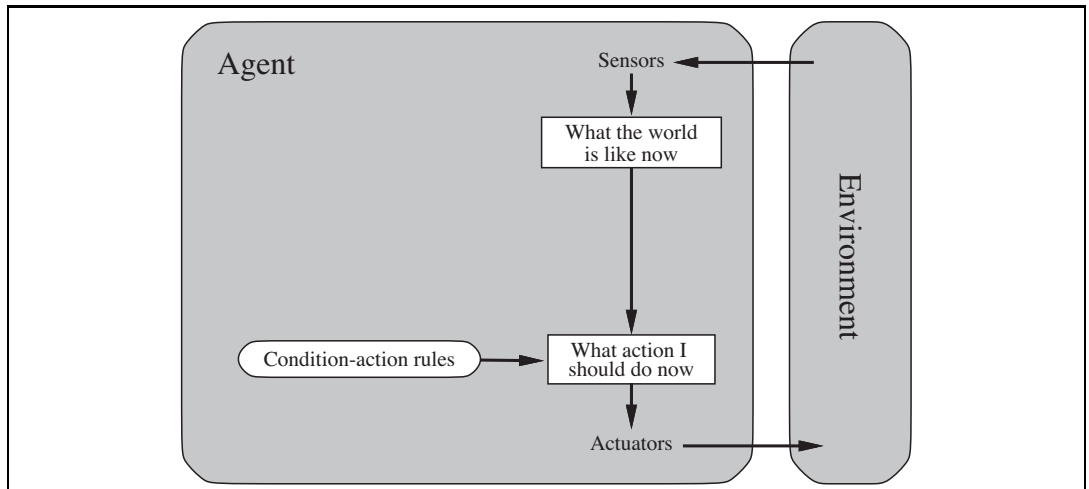 Agent
Sensors
What the world
is like now
Environment
Condition-action rules
What action I
should do now
Actuators